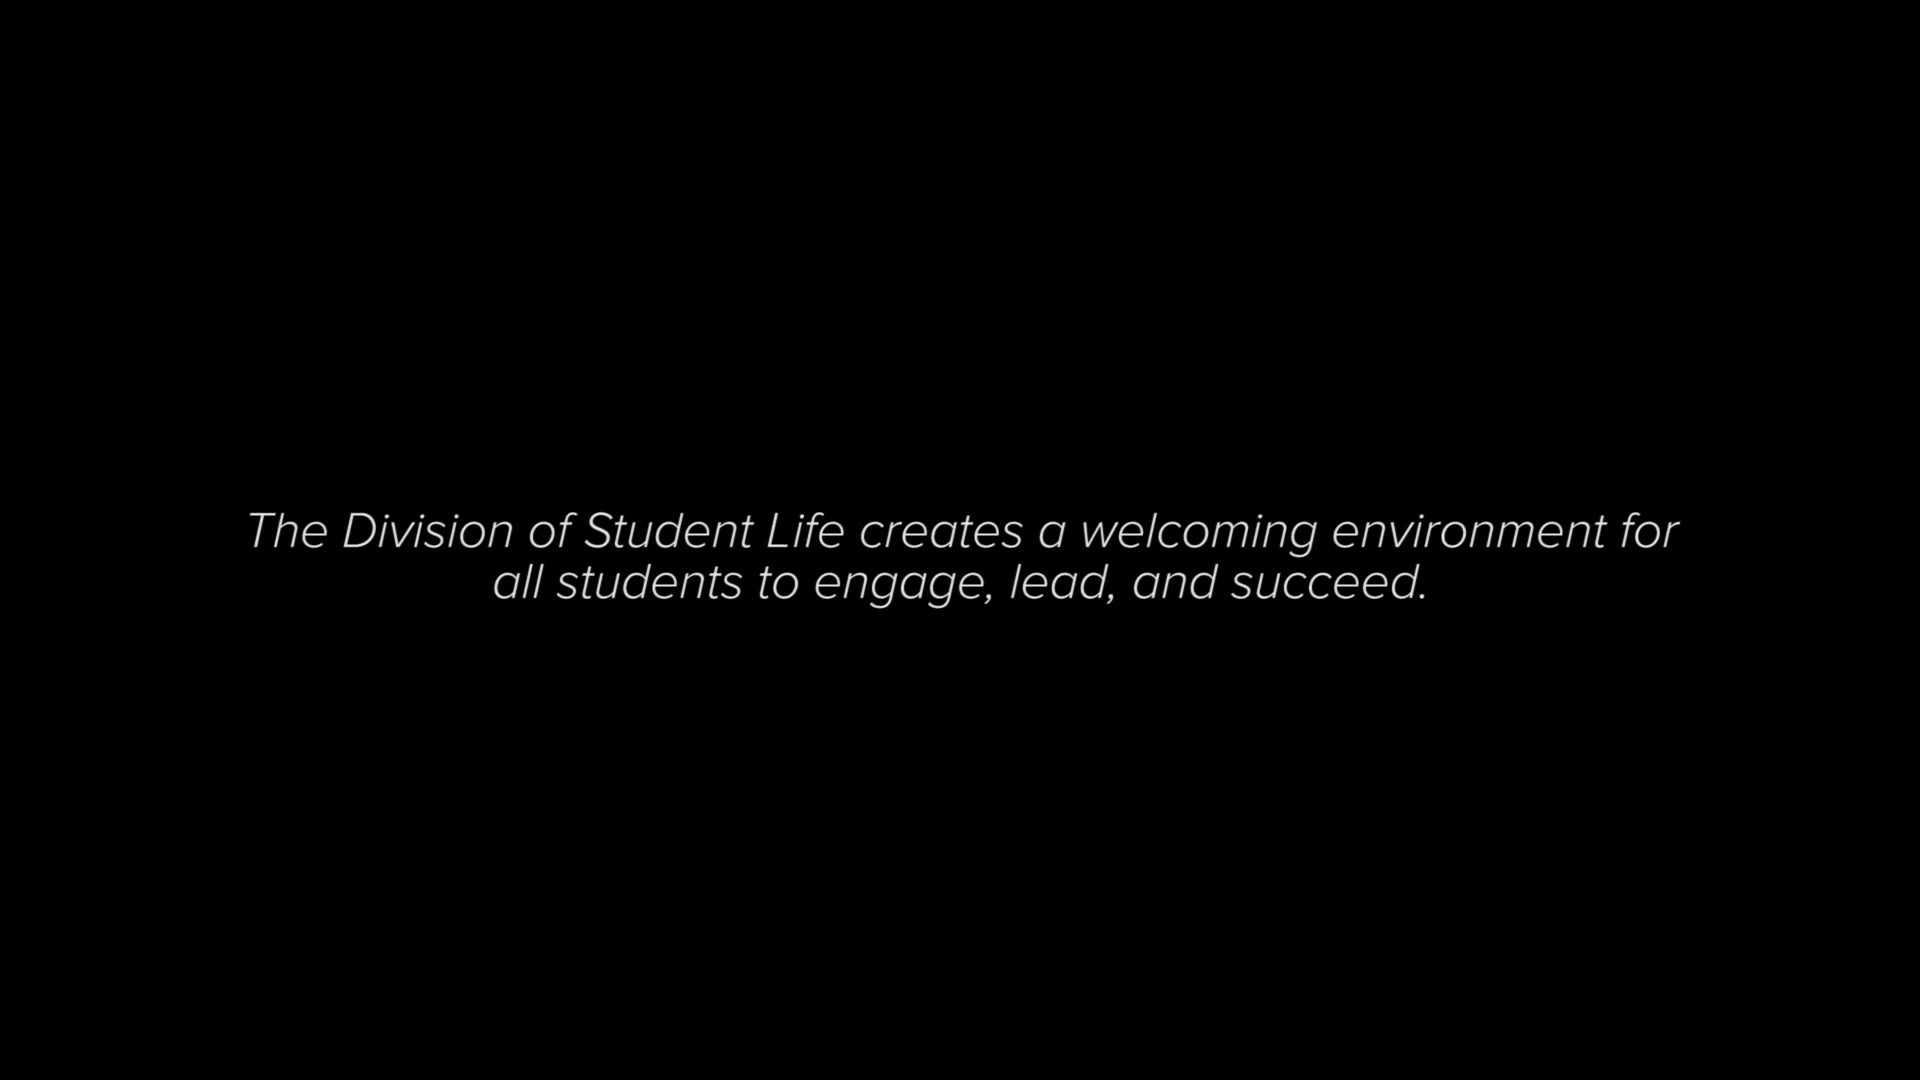 The Division of Student Life creates a welcoming environment for
all students to engage, lead, and succeed.